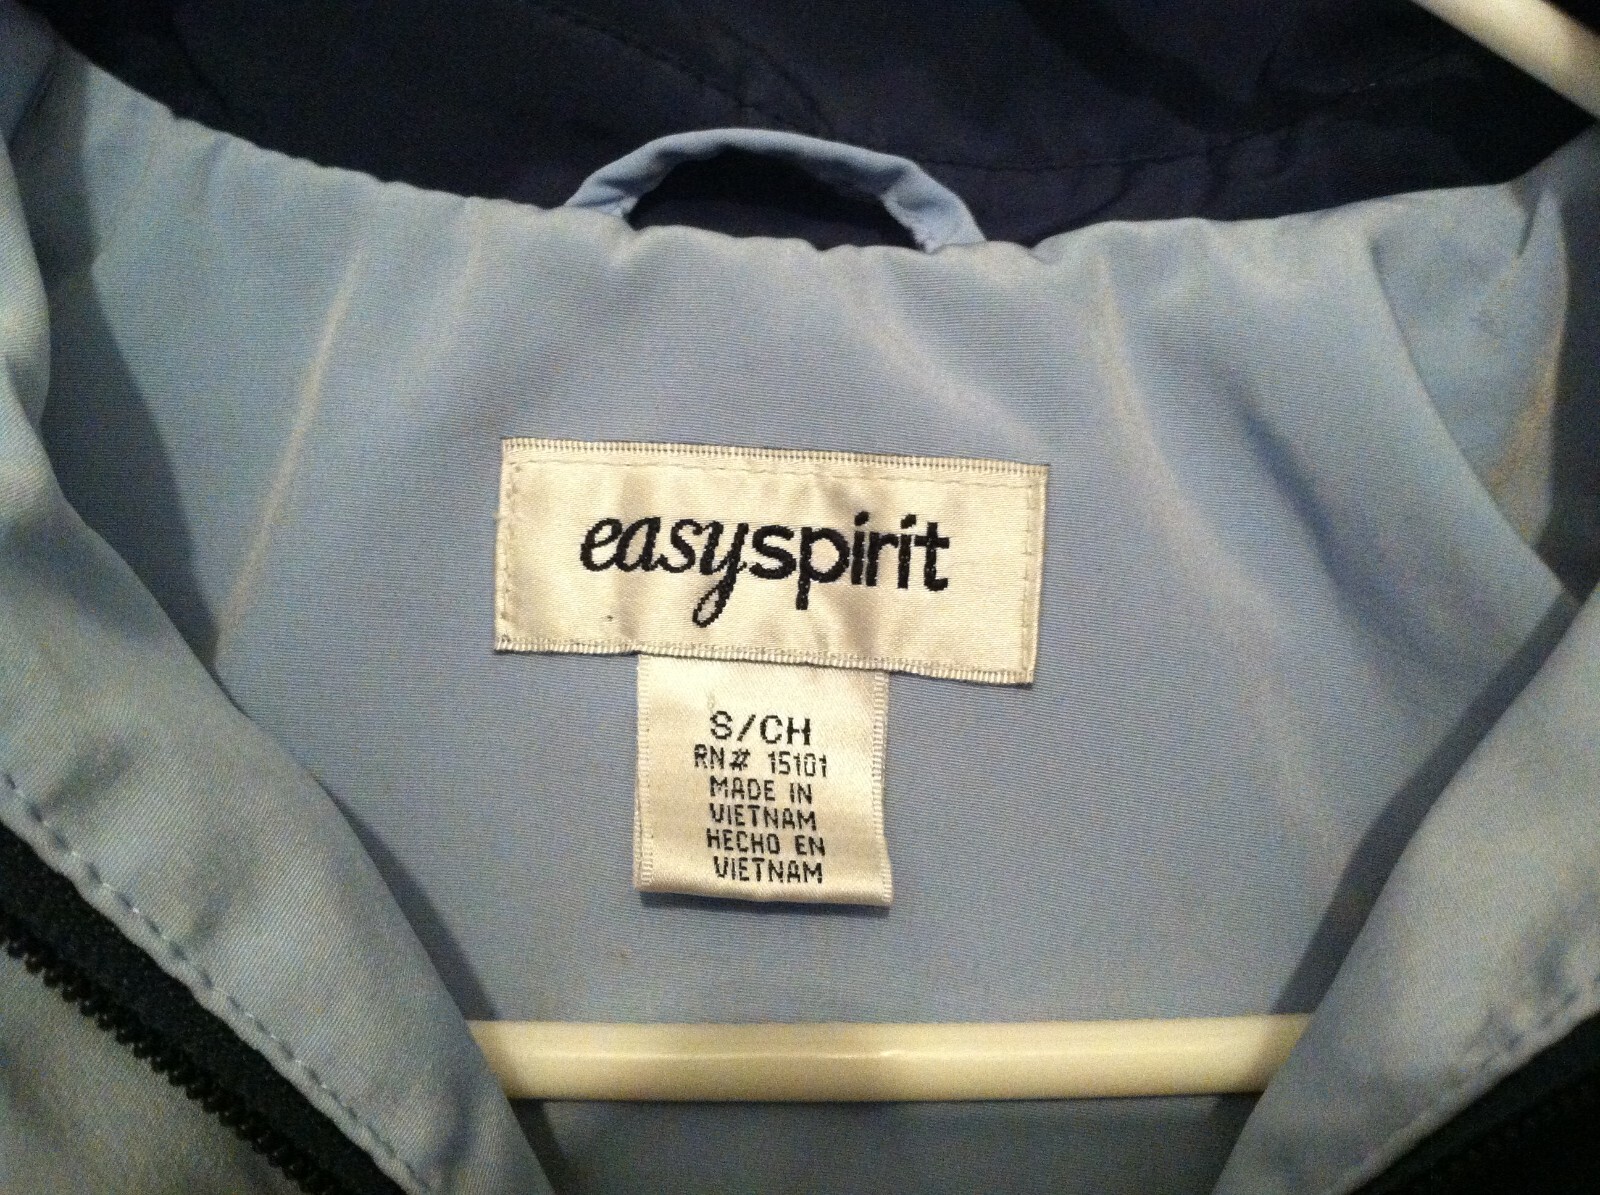 easyspirit
S/CH
RN# 15101
MADE IN
VIETNAM
HECHO EN
VIETNAM